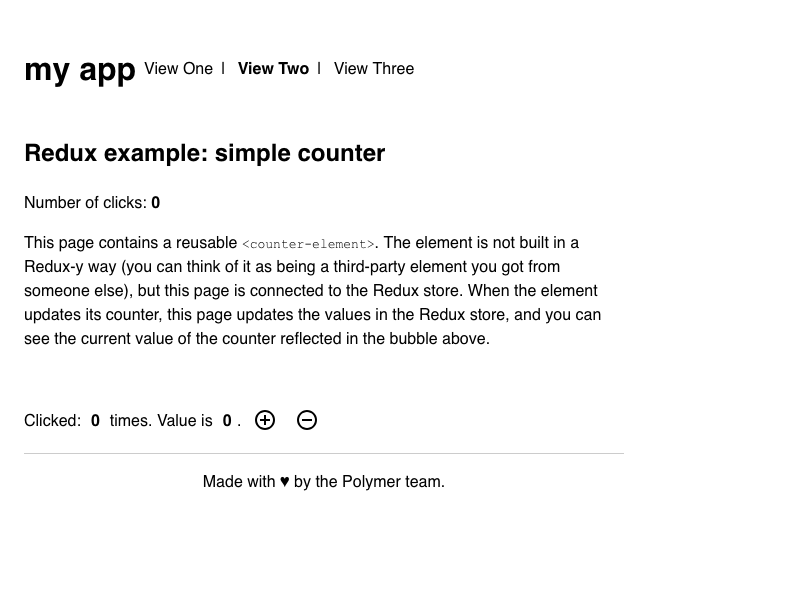 my app View One | View Two | View Three
Redux example: simple counter
Number of clicks: 0
This page contains a reusable <counter-element>. The element is not built in a
Redux-y way (you can think of it as being a third-party element you got from
someone else), but this page is connected to the Redux store. When the element
updates its counter, this page updates the values in the Redux store, and you can
see the current value of the counter reflected in the bubble above.
Clicked: 0 times. Value is 0 .
Made with ♥ by the Polymer team.